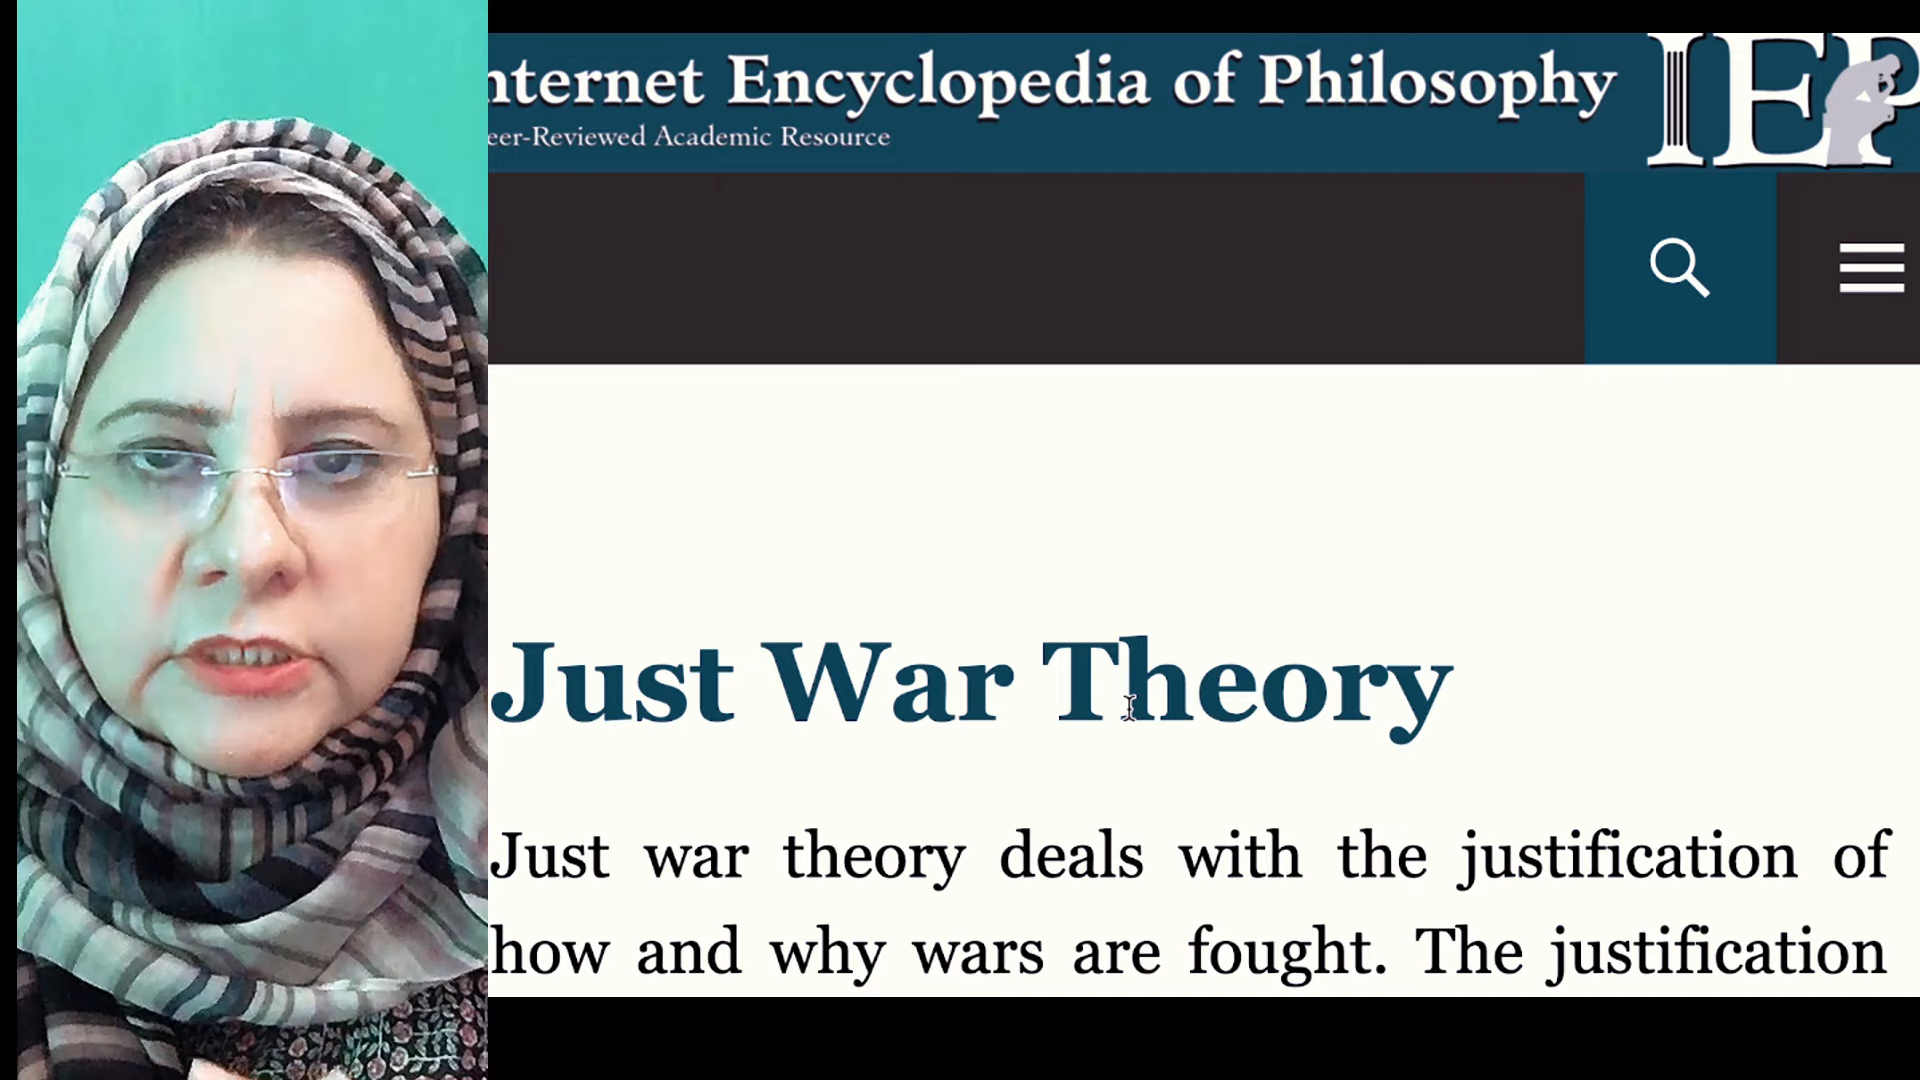 nternet Encyclopedia of Philosophy
eer-Reviewed Academic Resource
IEP
Just War Theory
Just war theory deals with the justification of
how and why wars are fought. The justification